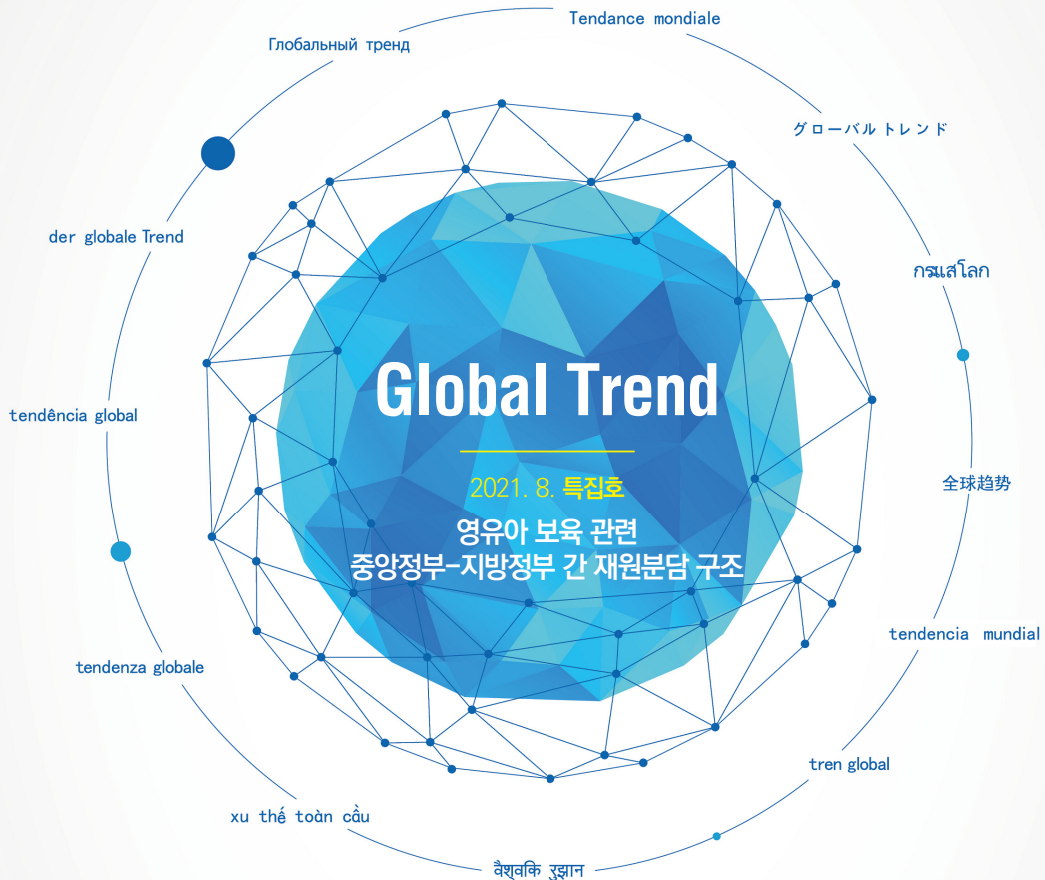 Tendance mondiale
Глобальный тренд
グローバルトレンド
der globale Trend
กระแสโลก
Global Trend
tendência global
2021. 8. 특집호
全球趋势
영유아 보육 관련
중앙정부-지방정부 간 재원분담 구조
tendencia mundial
tendenza globale
tren global
xu thế toàn cầu
वैश्वकि रुझान